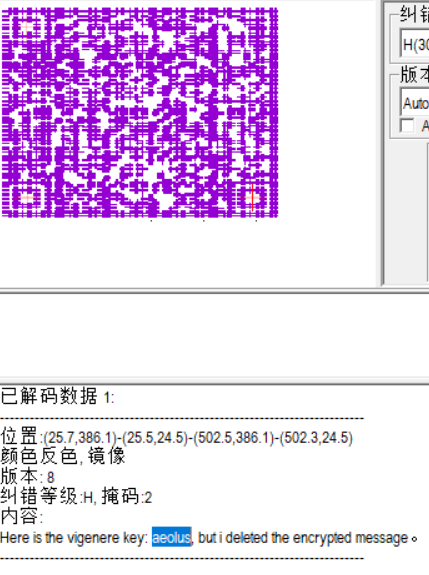 纠错
H(30
版本
Auto
A
已解码数据 1:
位置:(25.7,386.1)-(25.5,24.5)-(502.5,386.1)-(502.3,24.5)
颜色反色, 镜像
版本: 8
纠错等级:H, 掩码:2
内容:
Here is the vigenere key: aeolus, but i deleted the encrypted message。